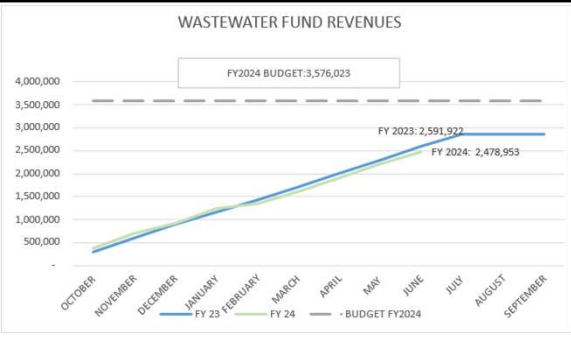 WASTEWATER FUND REVENUES
FY2024 BUDGET:3,576,023
4,000,000
3,500,000
3,000,000
2,500,000
2,000,000
1,500,000
1,000,000
500,000
-
FY 2023: 2,591,922
FY 2024: 2,478,953
OCTOBER
NOVEMBER
DECEMBER
JANUARY
FEBRUARY
MARCH
APRIL
MAY
JUNE
JULY
AUGUST
SEPTEMBER
FY 23
FY 24
- BUDGET FY2024